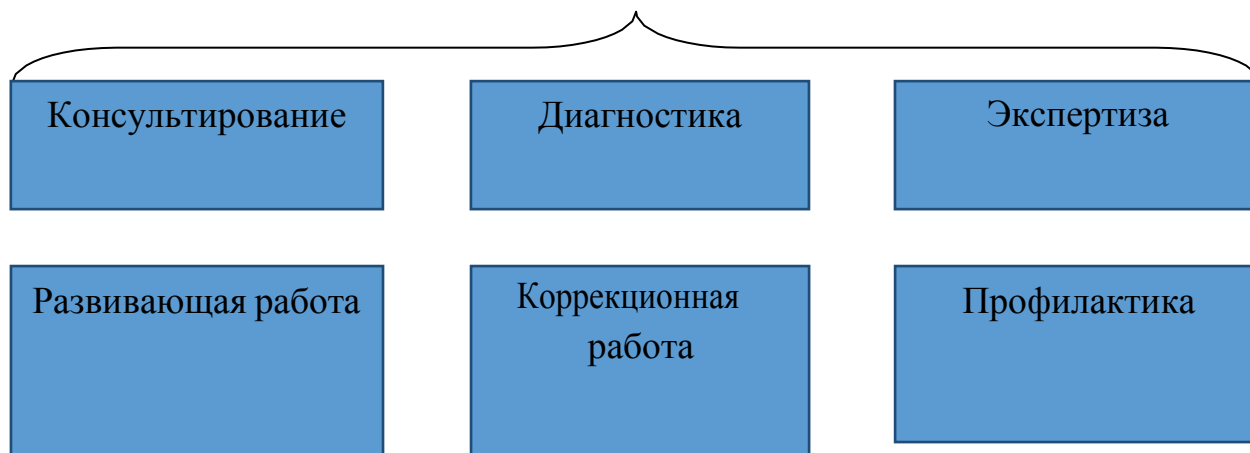 Консультирование
Диагностика
Экспертиза
Развивающая работа
Коррекционная
работа
Профилактика